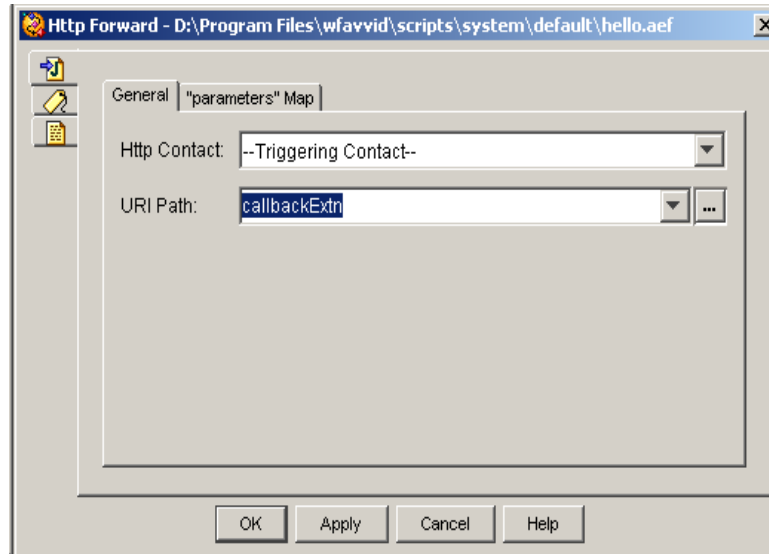 Http Forward - D:\Program Files\wfavvid\scripts\system\default\hello.aef
General "parameters" Map
Http Contact: --Triggering Contact--
URI Path: callbackExtn ...
OK Apply Cancel Help